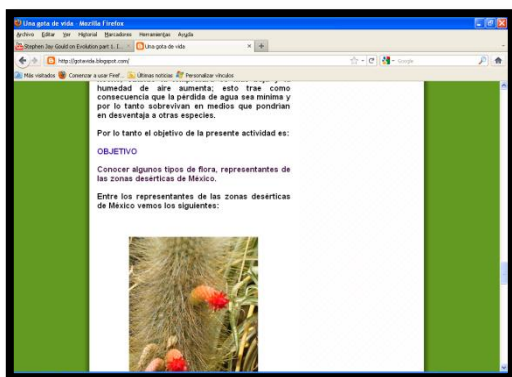 Una gota de vida - Mozilla Firefox
Archivo Editar Ver Historial Marcadores Herramientas Ayuda
Stephen Jay Gould on Evolution part 1. I... Una gota de vida
http://gotavida.blogspot.com/ Google
Más visitados Comenzar a usar Firef... Últimas noticias Personalizar vínculos
humedad de aire aumenta; esto trae como
consecuencia que la pérdida de agua sea mínima y
por lo tanto sobrevivan en medios que pondrían
en desventaja a otras especies.
Por lo tanto el objetivo de la presente actividad es:
OBJETIVO
Conocer algunos tipos de flora, representantes de
las zonas desérticas de México.
Entre los representantes de las zonas desérticas
de México vemos los siguientes: